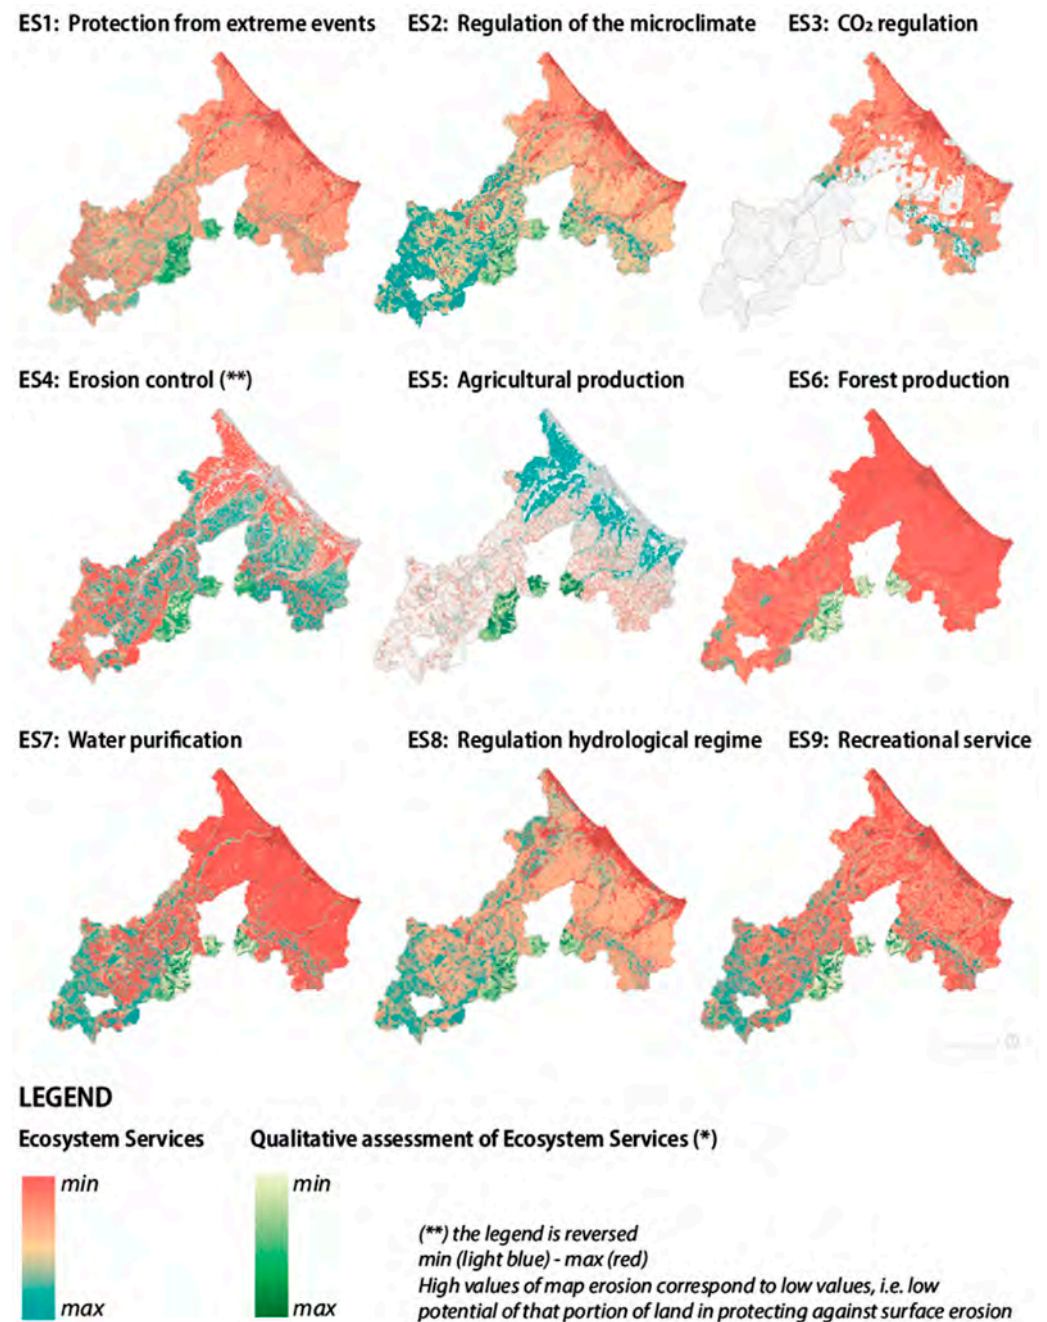 ES1: Protection from extreme events
ES2: Regulation of the microclimate
ES3: CO₂ regulation
ES4: Erosion control (**)
ES5: Agricultural production
ES6: Forest production
ES7: Water purification
ES8: Regulation hydrological regime
ES9: Recreational service
LEGEND
Ecosystem Services
min
max
Qualitative assessment of Ecosystem Services (*)
min
max
(**) the legend is reversed
min (light blue) - max (red)
High values of map erosion correspond to low values, i.e. low
potential of that portion of land in protecting against surface erosion